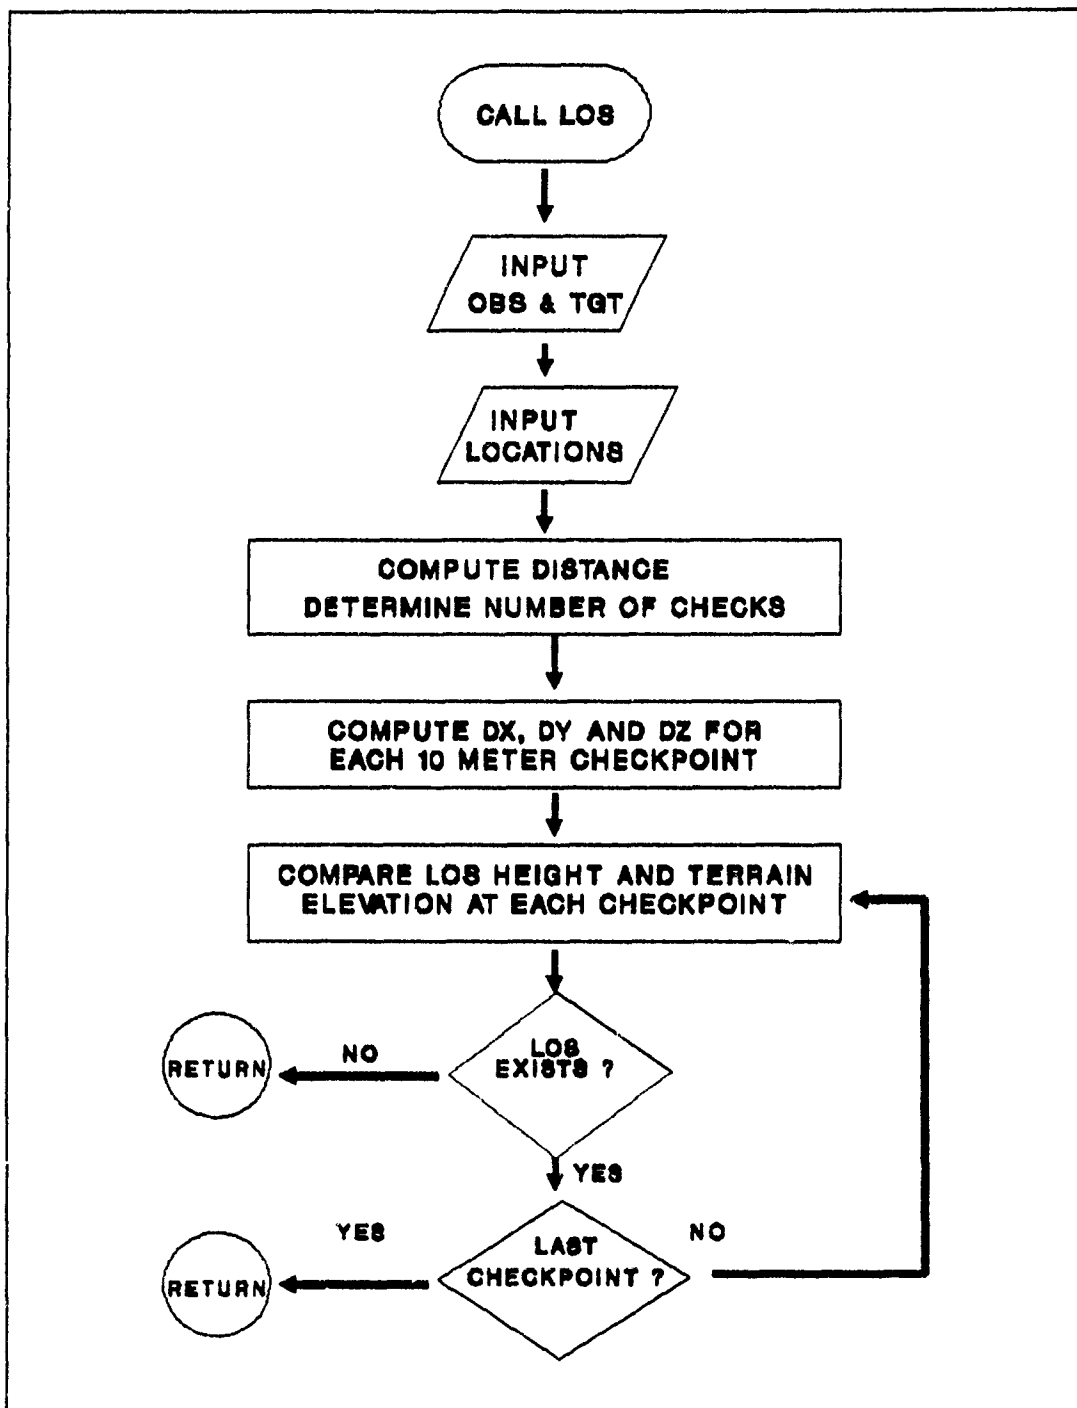 CALL LOS
INPUT
OBS & TGT
INPUT
LOCATIONS
COMPUTE DISTANCE
DETERMINE NUMBER OF CHECKS
COMPUTE DX, DY AND DZ FOR
EACH 10 METER CHECKPOINT
COMPARE LOS HEIGHT AND TERRAIN
ELEVATION AT EACH CHECKPOINT
LOS
EXISTS ?
NO
RETURN
YES
LAST
CHECKPOINT ?
YES
NO
RETURN